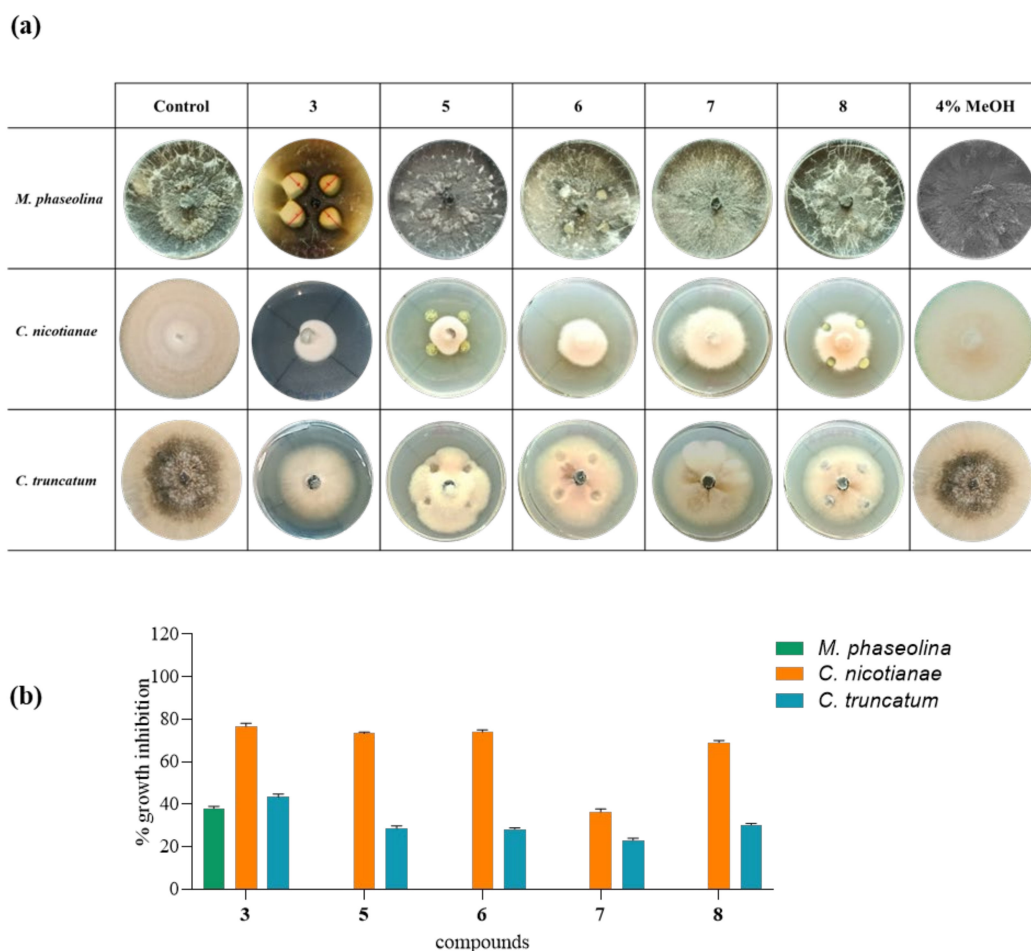 (a)
Control 3 5 6 7 8 4% MeOH
M. phaseolina
C. nicotianae
C. truncatum
(b)
% growth inhibition
120
100
80
60
40
20
0
3 5 6 7 8
compounds
M. phaseolina
C. nicotianae
C. truncatum